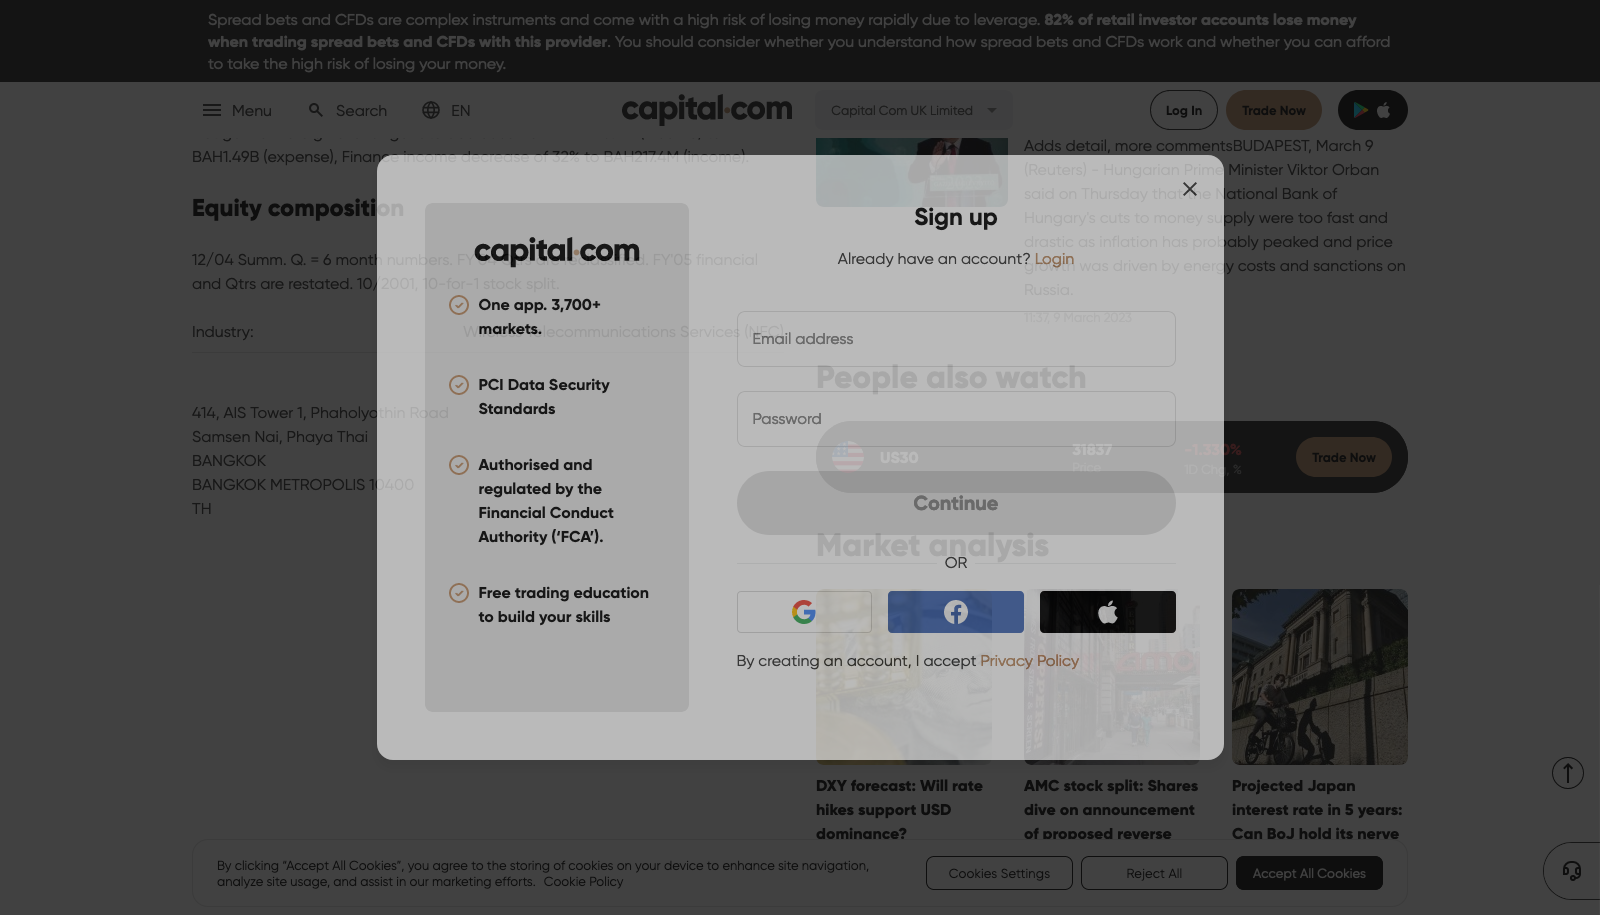 Spread bets and CFDs are complex instruments and come with a high risk of losing money rapidly due to leverage. 82% of retail investor accounts lose money
when trading spread bets and CFDs with this provider. You should consider whether you understand how spread bets and CFDs work and whether you can afford
to take the high risk of losing your money.
Menu
Search
EN
capital.com
Capital Com UK Limited
Log In
Trade Now
BAH1.49B (expense), Finance income decrease of 32% to BAH217.4M (income).
Equity composition
12/04 Summ. Q. = 6 month numbers. financial
and Qtrs are restated. 10/2001, 10-for-1 stock split.
Industry:
Wireless Telecommunications Services (NEC)
414, AIS Tower 1, Phaholyothin Road
Samsen Nai, Phaya Thai
BANGKOK
BANGKOK METROPOLIS 10400
TH
Adds detail, more commentsBUDAPEST, March 9
(Reuters) - Hungarian Prime Minister Viktor Orban
said on Thursday that the National Bank of
Hungary's cuts to money supply were too fast and
drastic as inflation has probably peaked and price
growth was driven by energy costs and sanctions on
Russia.
11:37, 9 March 2023
People also watch
US30
31837
Price
-1.330%
1D Chg, %
Trade Now
Market analysis
DXY forecast: Will rate
hikes support USD
dominance?
AMC stock split: Shares
dive on announcement
of proposed reverse
Projected Japan
interest rate in 5 years:
Can BoJ hold its nerve
capital.com
One app. 3,700+
markets.
PCI Data Security
Standards
Authorised and
regulated by the
Financial Conduct
Authority (‘FCA’).
Free trading education
to build your skills
Sign up
Already have an account? Login
Email address
Password
Continue
OR
By creating an account, I accept Privacy Policy
By clicking “Accept All Cookies”, you agree to the storing of cookies on your device to enhance site navigation,
analyze site usage, and assist in our marketing efforts. Cookie Policy
Cookies Settings
Reject All
Accept All Cookies